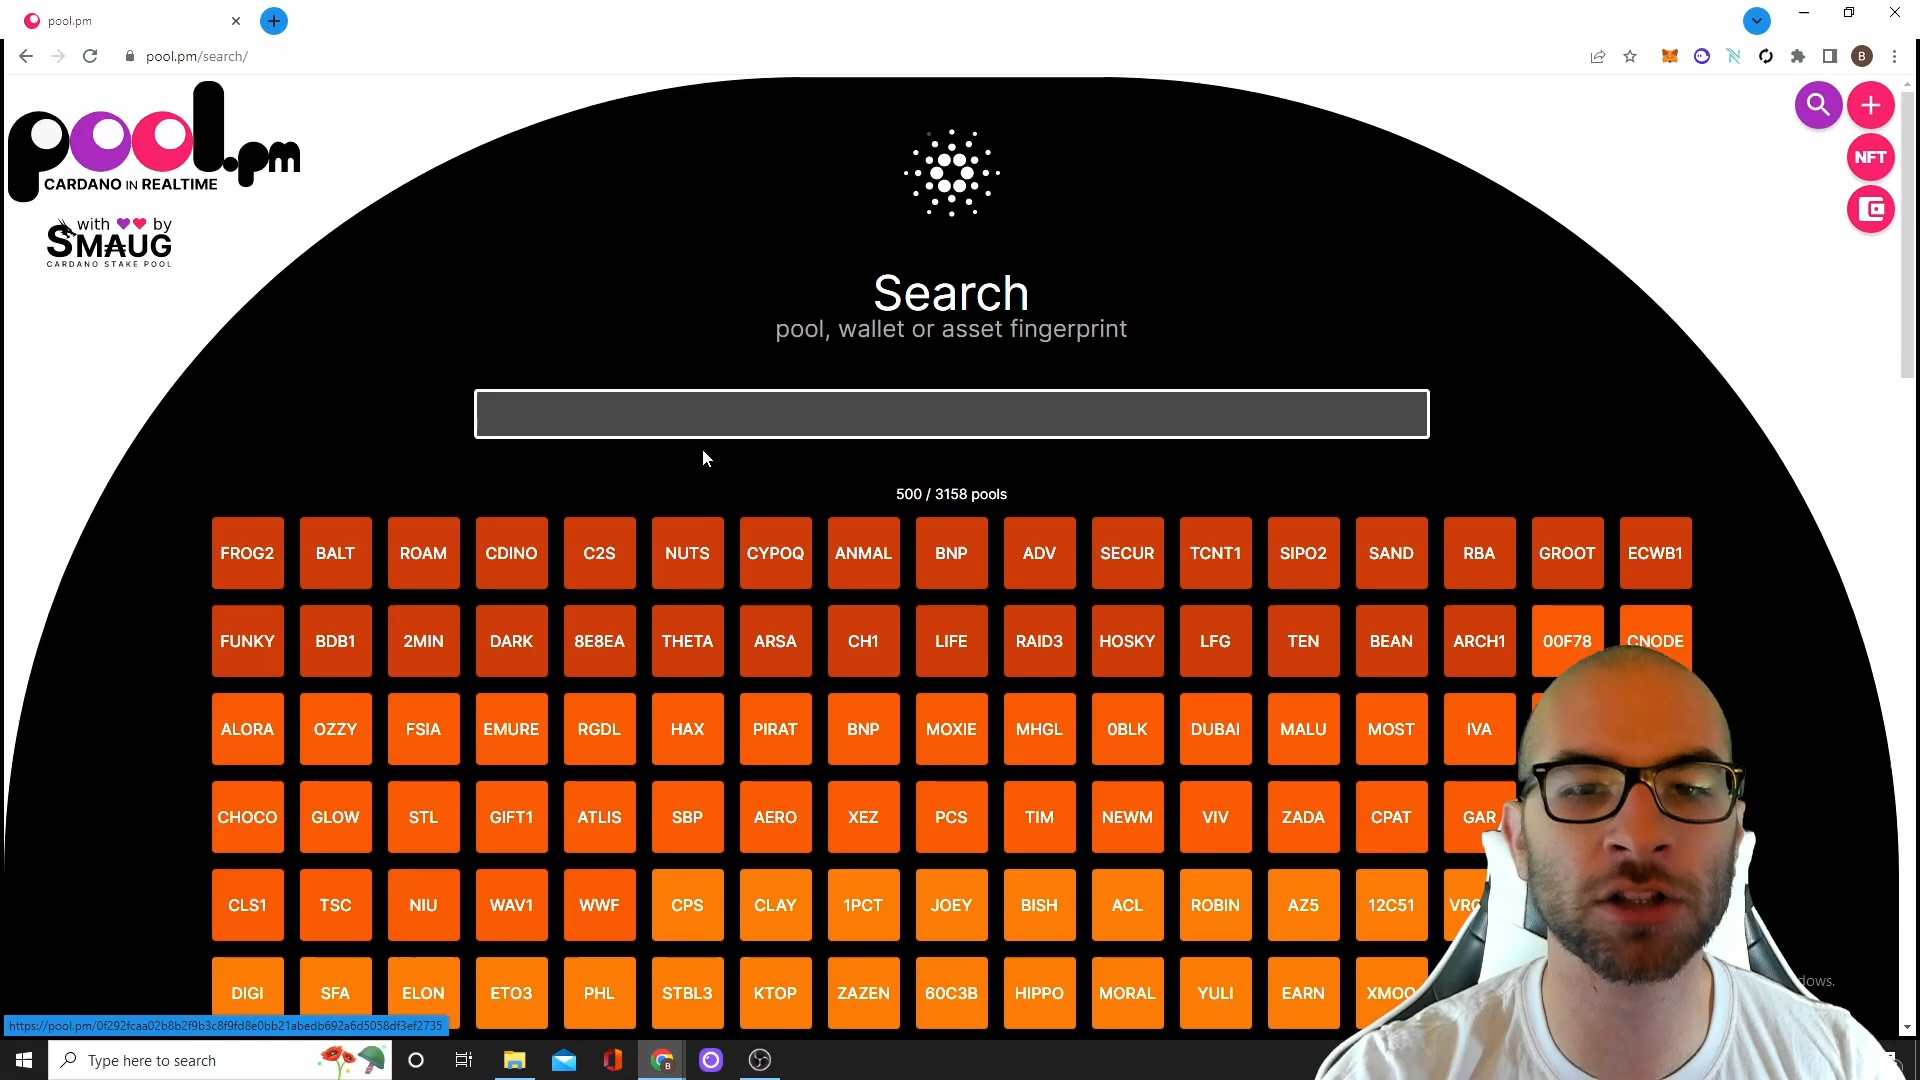 pool.pm
pool.pm/search/
B
pool.pm
CARDANO IN REALTIME
with by
SMAUG
CARDANO STAKE POOL
NFT
Search
pool, wallet or asset fingerprint
500 / 3158 pools
FROG2 BALT ROAM CDINO C2S NUTS CYPOQ ANMAL BNP ADV SECUR TCNT1 SIPO2 SAND RBA GROOT ECWB1
FUNKY BDB1 2MIN DARK 8E8EA THETA ARSA CH1 LIFE RAID3 HOSKY LFG TEN BEAN ARCH1 00F78 CNODE
ALORA OZZY FSIA EMURE RGDL HAX PIRAT BNP MOXIE MHGL 0BLK DUBAI MALU MOST IVA
CHOCO GLOW STL GIFT1 ATLIS SBP AERO XEZ PCS TIM NEWM VIV ZADA CPAT GAR
CLS1 TSC NIU WAV1 WWF CPS CLAY 1PCT JOEY BISH ACL ROBIN AZ5 12C51
DIGI SFA ELON ETO3 PHL STBL3 KTOP ZAZEN 60C3B HIPPO MORAL YULI EARN XMOO
https://pool.pm/0f292fcaa02b8b2f9b3c8f9fd8e0bb21abedb692a6d5058df3ef2735
Type here to search